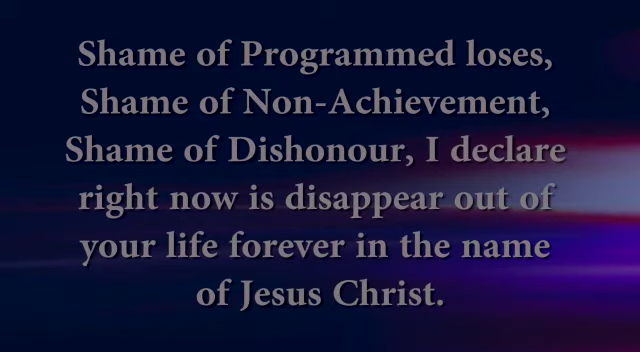 Shame of Programmed loses,
Shame of Non-Achievement,
Shame of Dishonour, I declare
right now is disappear out of
your life forever in the name
of Jesus Christ.